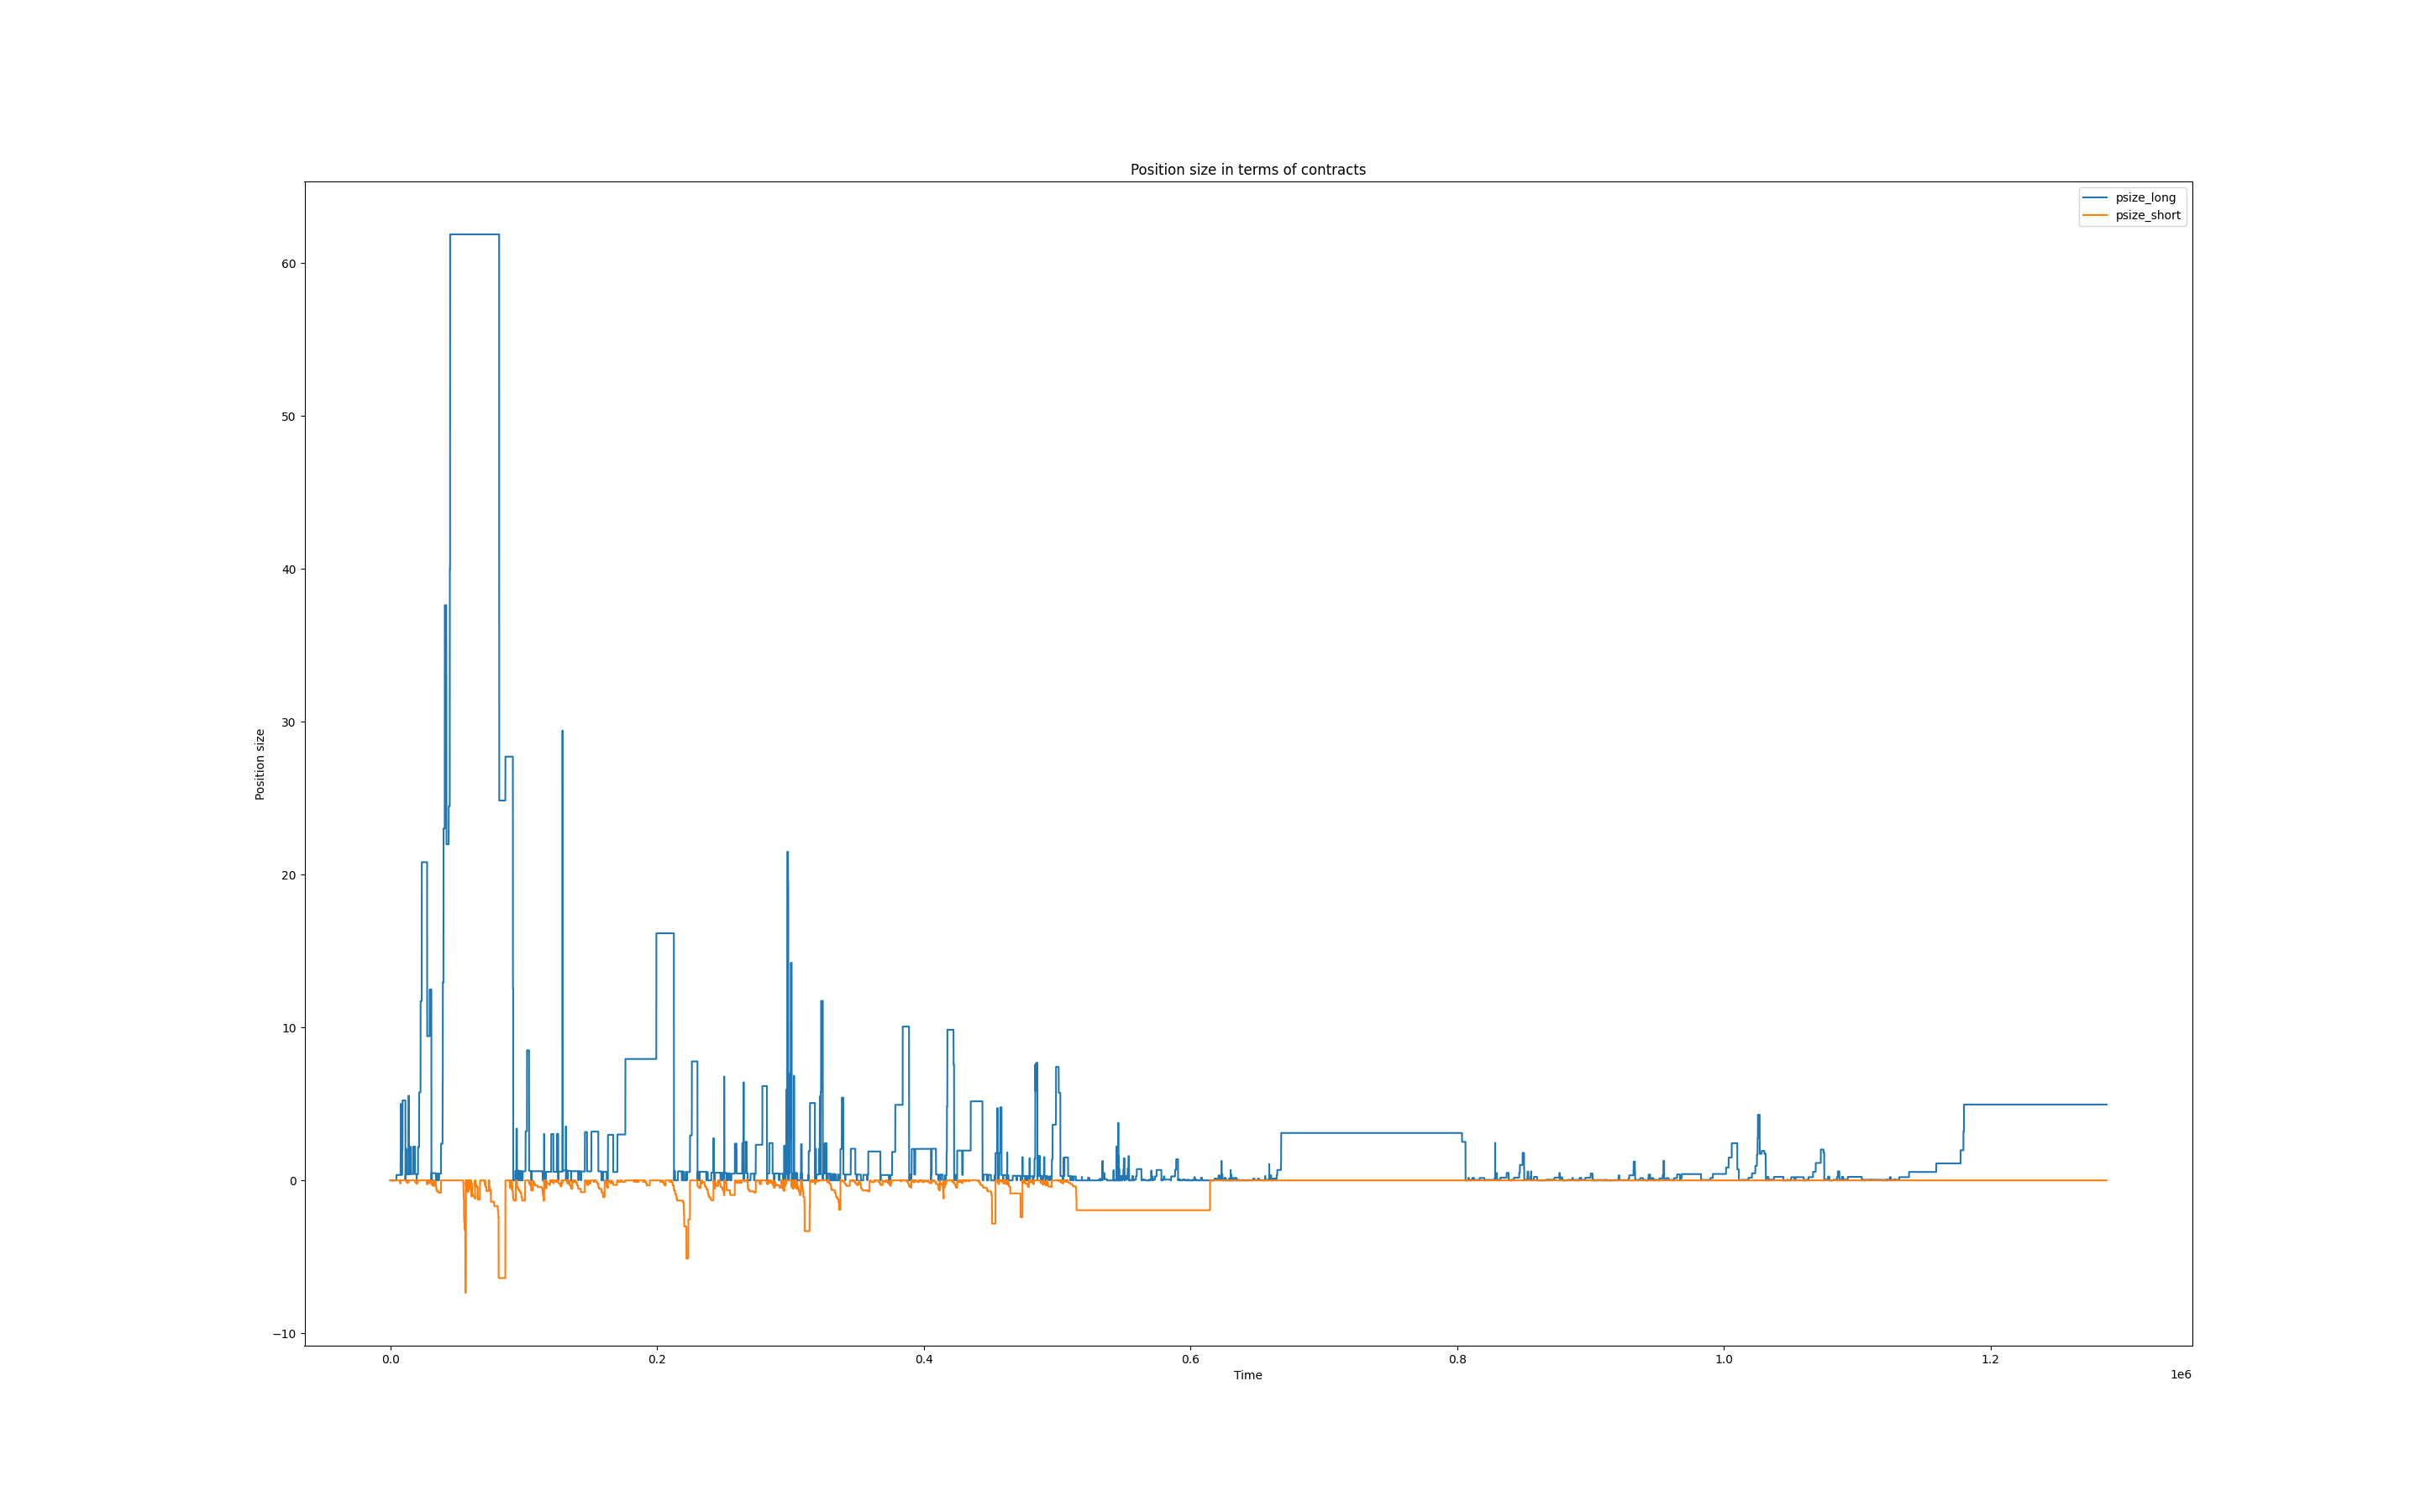 Position size in terms of contracts
psize_long
psize_short
60
50
40
30
20
10
0
−10
Position size
0.0 0.2 0.4 0.6 0.8 1.0 1.2
Time
1e6